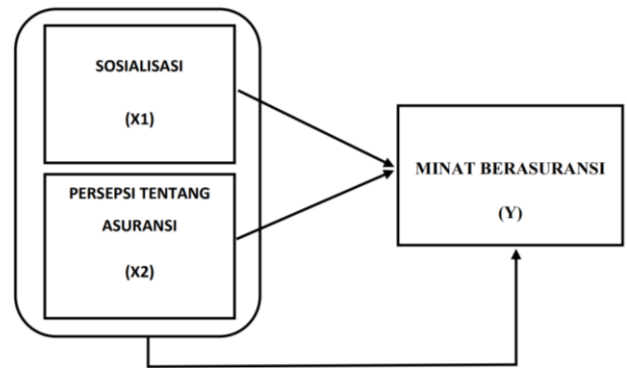 SOSIALISASI
(X1)
PERSEPSI TENTANG
ASURANSI
(X2)
MINAT BERASURANSI
(Y)